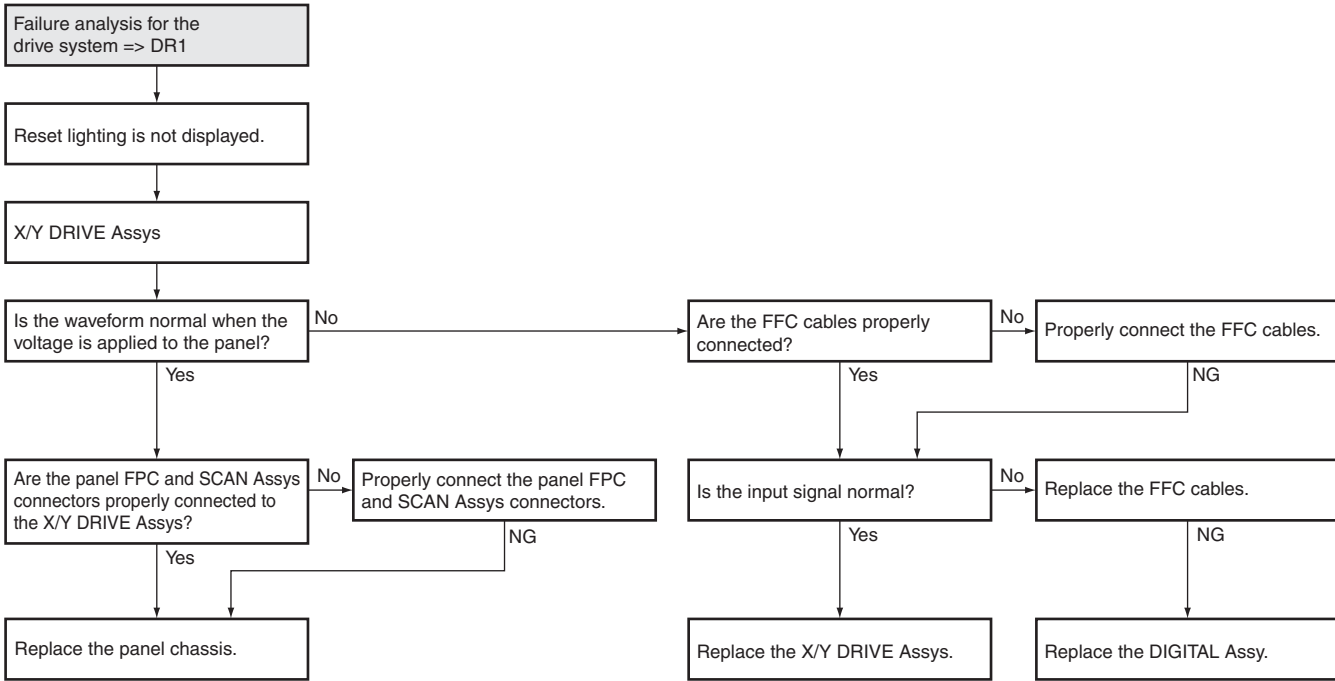 Failure analysis for the
drive system => DR1
Reset lighting is not displayed.
X/Y DRIVE Assys
Is the waveform normal when the
voltage is applied to the panel?
No
Yes
Are the FFC cables properly
connected?
No
Yes
Properly connect the FFC cables.
NG
Are the panel FPC and SCAN Assys
connectors properly connected to
the X/Y DRIVE Assys?
No
Yes
Properly connect the panel FPC
and SCAN Assys connectors.
NG
Is the input signal normal?
No
Yes
Replace the FFC cables.
NG
Replace the panel chassis.
Replace the X/Y DRIVE Assys.
Replace the DIGITAL Assy.